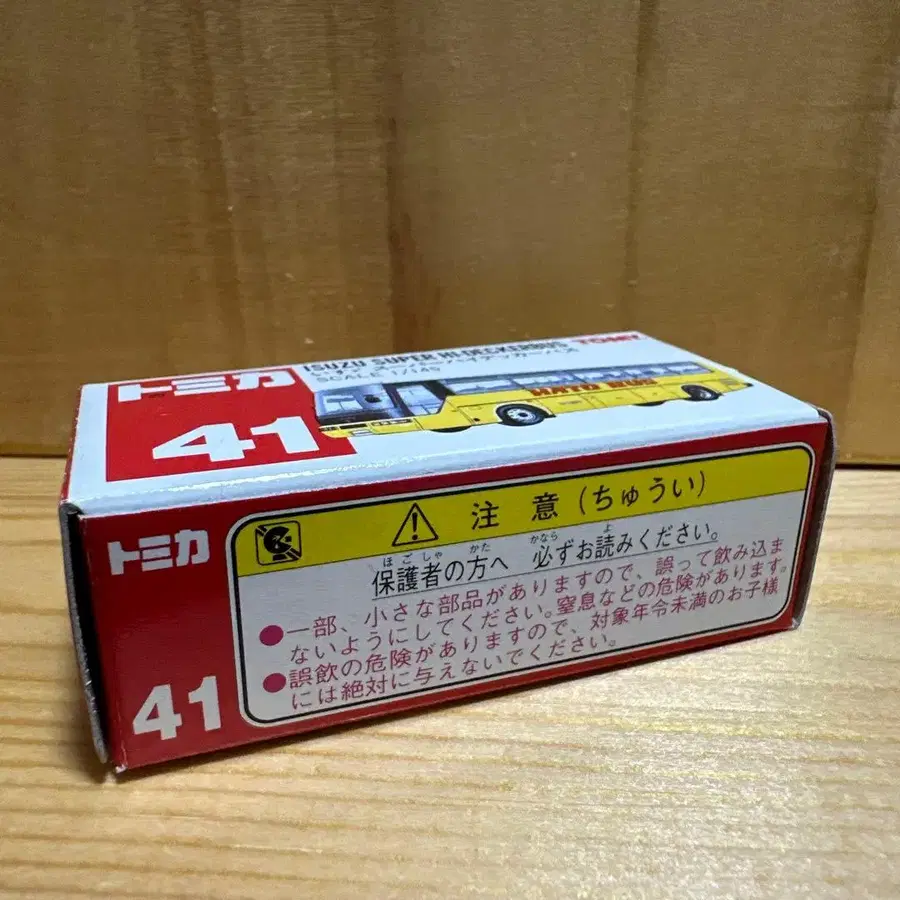 トミカ
41
ISUZU SUPER HI-DECKERBUS
いすゞ スーパーハイデッカーバス
SCALE 1/145
TOMY
HATO BUS
トミカ
41
注意(ちゅうい)
ほごしゃ かた かなら よ
保護者の方へ 必ずお読みください。
●一部、小さな部品がありますので、誤って飲み込ま
ないようにしてください。窒息などの危険があります。
●誤飲の危険がありますので、対象年令未満のお子様
には絶対に与えないでください。